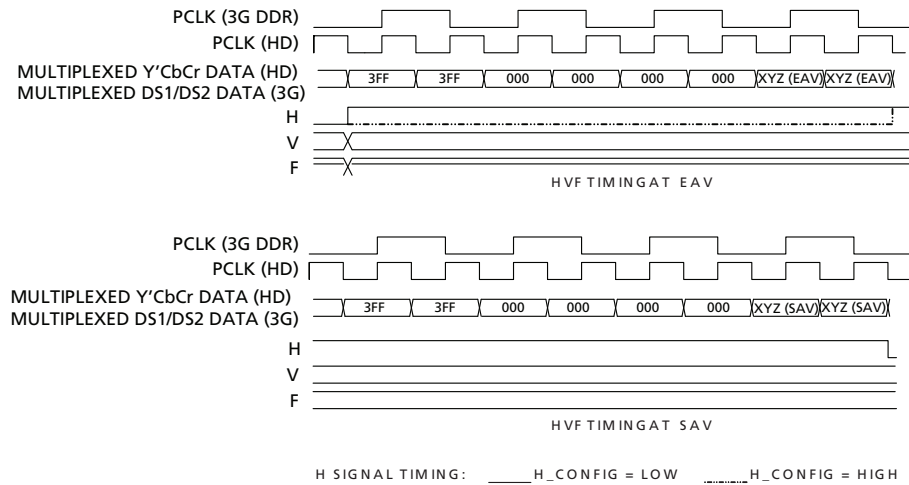 PCLK (3G DDR)
PCLK (HD)
MULTIPLEXED Y'CbCr DATA (HD)
MULTIPLEXED DS1/DS2 DATA (3G)
3FF 3FF 000 000 000 000 XYZ (EAV) XYZ (EAV)
H
V
F
HVF TIMING AT EAV
PCLK (3G DDR)
PCLK (HD)
MULTIPLEXED Y'CbCr DATA (HD)
MULTIPLEXED DS1/DS2 DATA (3G)
3FF 3FF 000 000 000 000 XYZ (SAV) XYZ (SAV)
H
V
F
HVF TIMING AT SAV
H SIGNAL TIMING: H_CONFIG = LOW H_CONFIG = HIGH